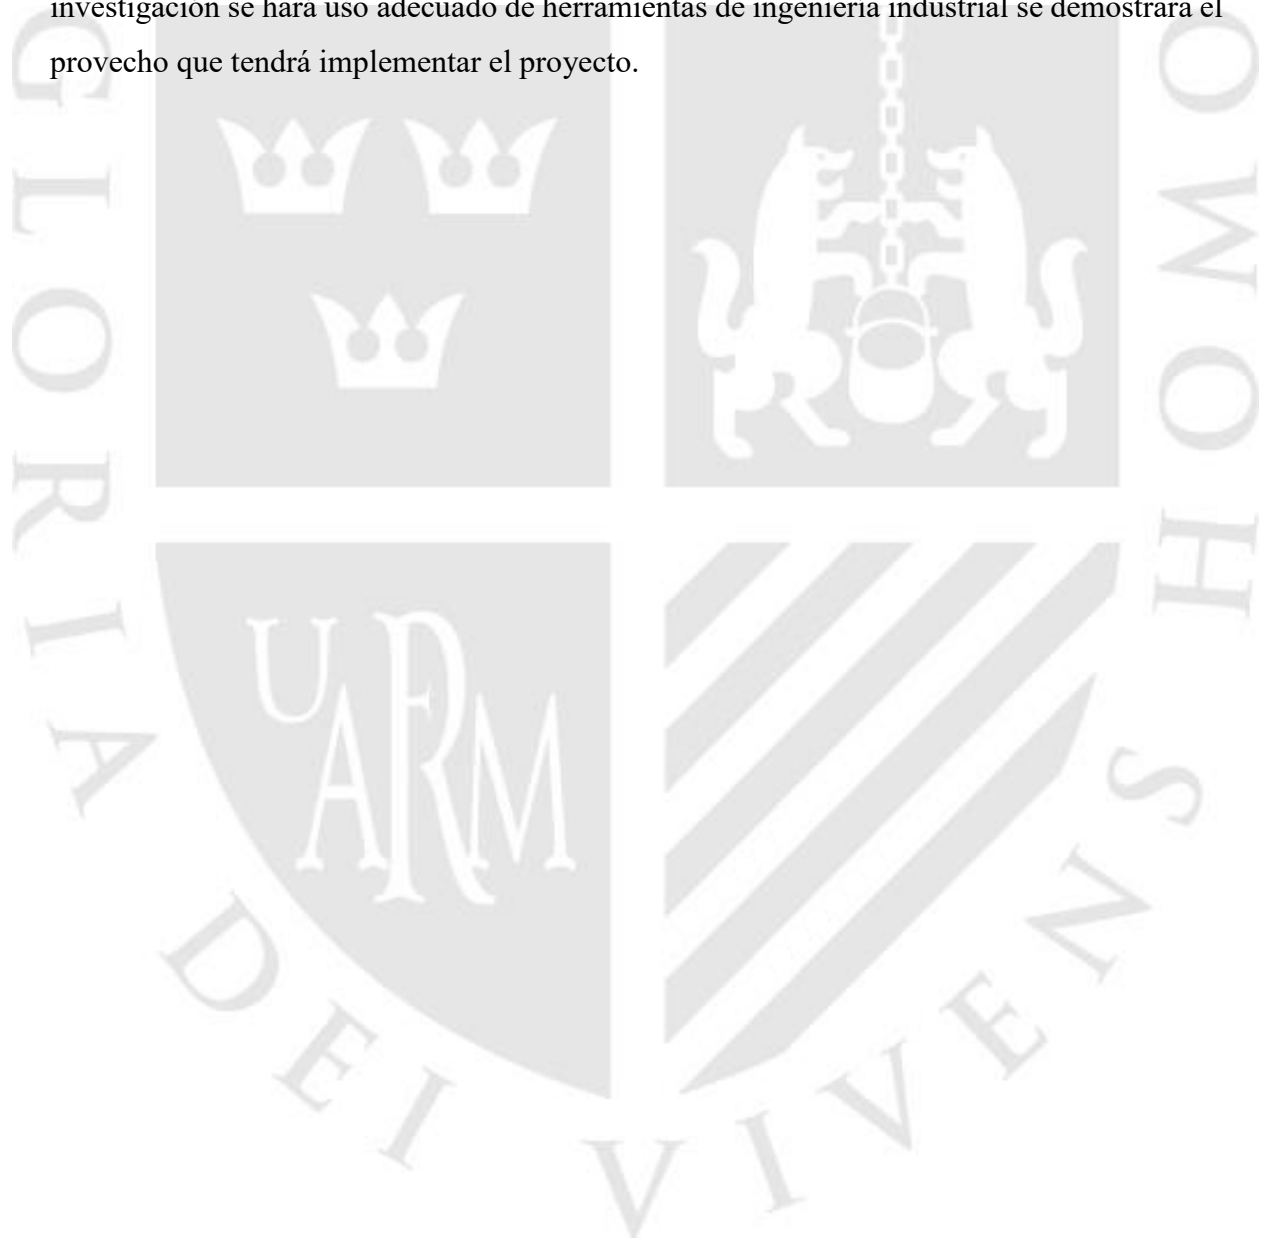 investigación se hará uso adecuado de herramientas de ingeniería industrial se demostrará el
provecho que tendrá implementar el proyecto.
GLORIA DEI VIVENS HOMO
UARM